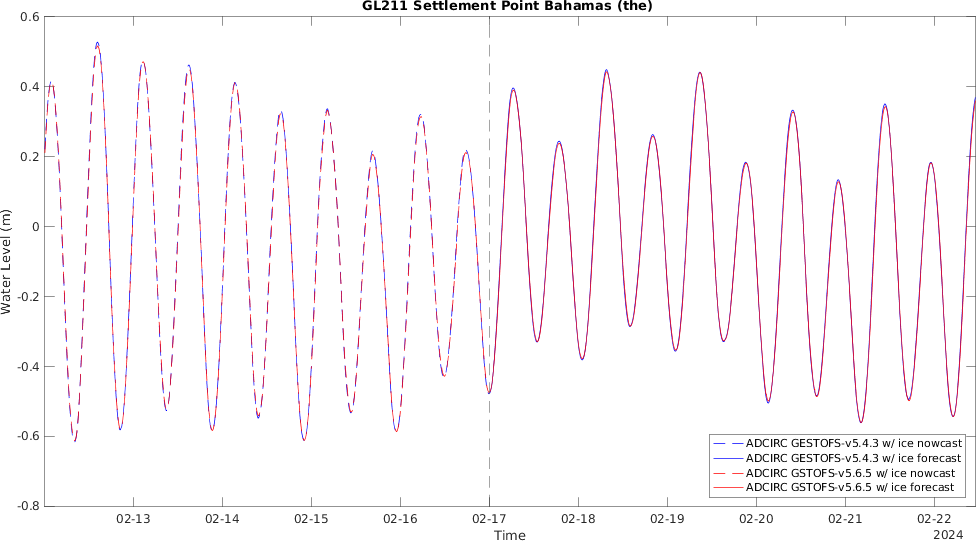 GL211 Settlement Point Bahamas (the)
0.6
0.4
0.2
0
-0.2
-0.4
-0.6
-0.8
Water Level (m)
ADCIRC GESTOFS-v5.4.3 w/ ice nowcast
ADCIRC GESTOFS-v5.4.3 w/ ice forecast
ADCIRC GSTOFS-v5.6.5 w/ ice nowcast
ADCIRC GSTOFS-v5.6.5 w/ ice forecast
02-13 02-14 02-15 02-16 02-17 02-18 02-19 02-20 02-21 02-22
Time
2024